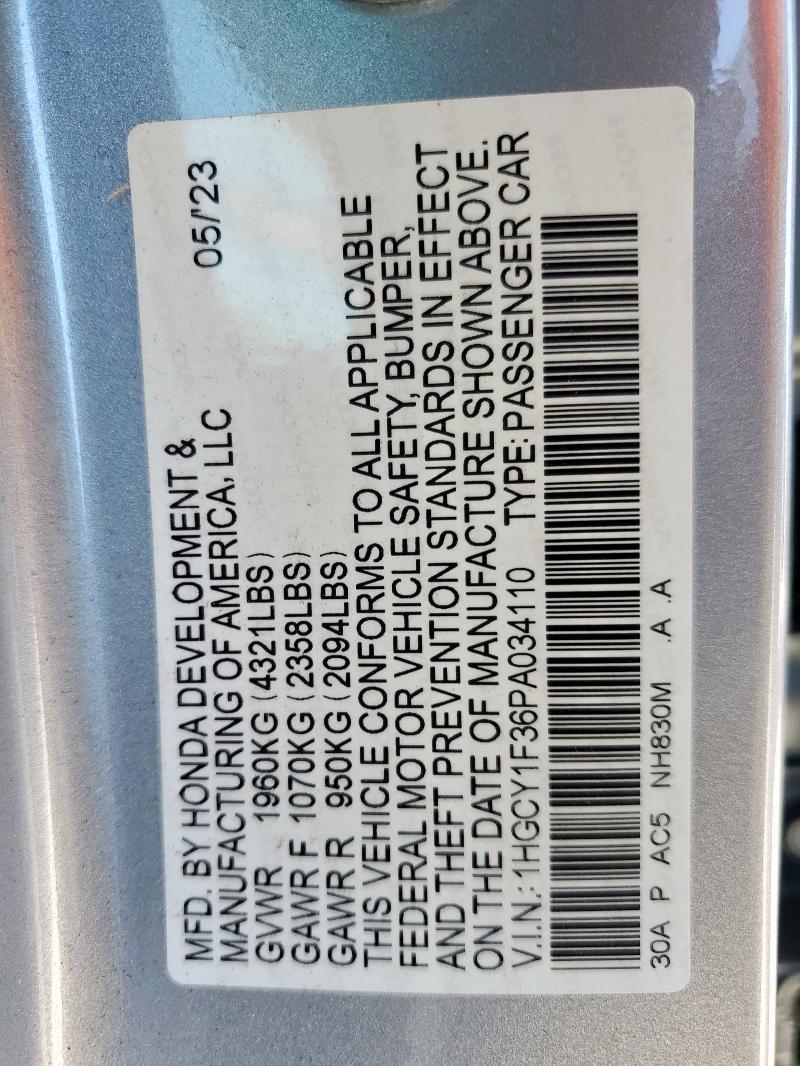 MFD. BY HONDA DEVELOPMENT &
MANUFACTURING OF AMERICA, LLC 05/'23
GVWR 1960KG (4321LBS)
GAWR F 1070KG (2358LBS)
GAWR R 950KG (2094LBS)
THIS VEHICLE CONFORMS TO ALL APPLICABLE
FEDERAL MOTOR VEHICLE SAFETY, BUMPER,
AND THEFT PREVENTION STANDARDS IN EFFECT
ON THE DATE OF MANUFACTURE SHOWN ABOVE.
V.I.N.: 1HGCY1F36PA034110 TYPE: PASSENGER CAR
30A P AC5 NH830M .A .A